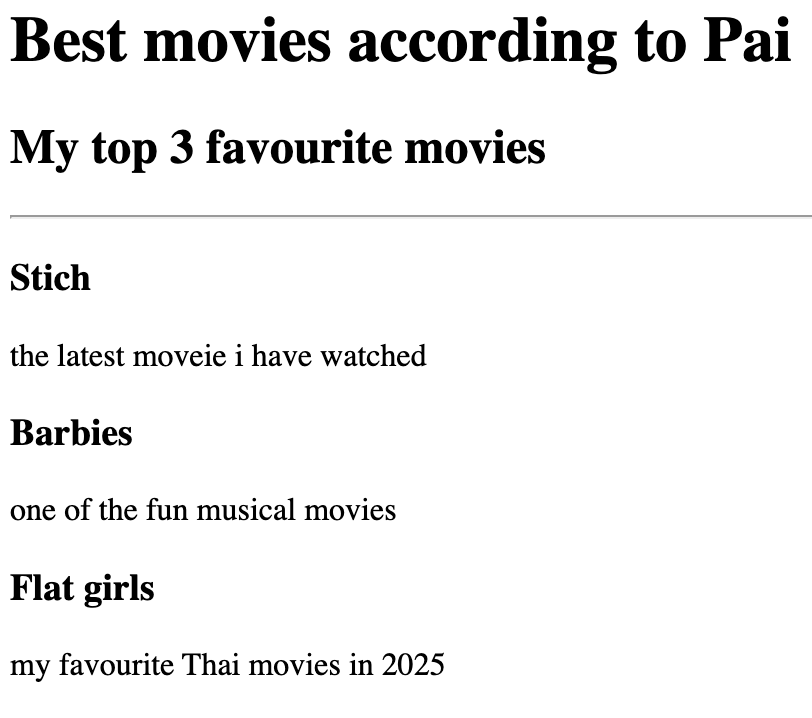 Best movies according to Pai
My top 3 favourite movies
Stich
the latest moveie i have watched
Barbies
one of the fun musical movies
Flat girls
my favourite Thai movies in 2025